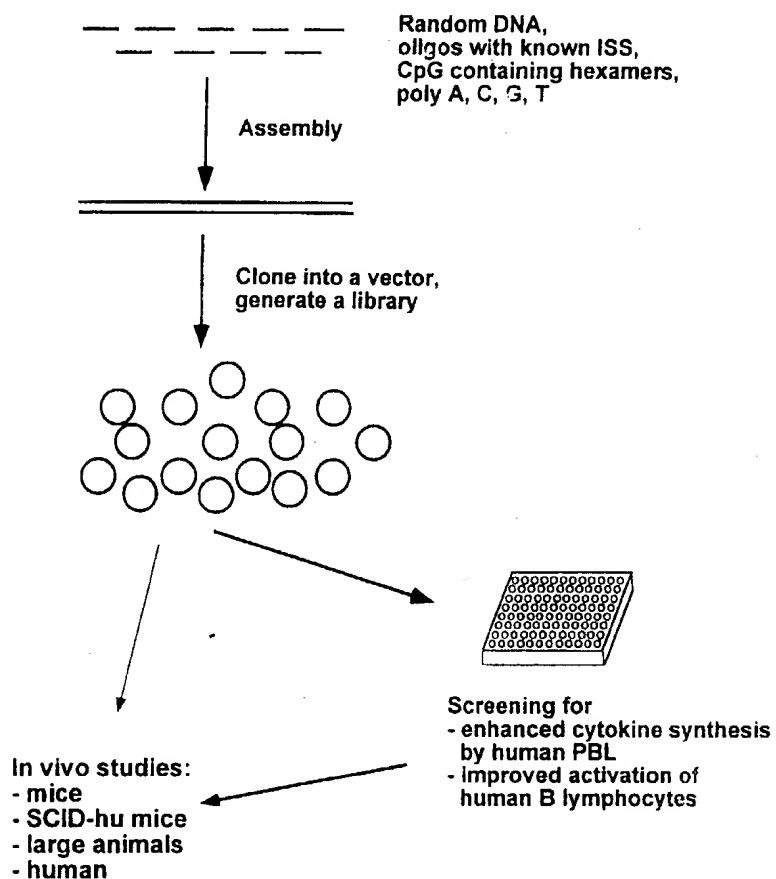 Random DNA,
oligos with known ISS,
CpG containing hexamers,
poly A, C, G, T
Assembly
Clone into a vector,
generate a library
Screening for
- enhanced cytokine synthesis
by human PBL
- improved activation of
human B lymphocytes
In vivo studies:
- mice
- SCID-hu mice
- large animals
- human